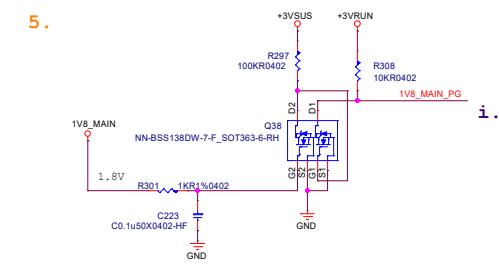 5.
+3VSUS
+3VRUN
R297
100KR0402
R308
10KR0402
1V8_MAIN_PG
i.
D2
D1
Q38
NN-BSS138DW-7-F_SOT363-6-RH
1V8_MAIN
1.8V
R301
1KR1%0402
G2
S2
G1
S1
C223
C0.1u50X0402-HF
GND
GND